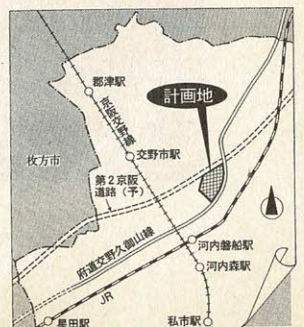 郡津駅
京阪交野線
計画地
枚方市
交野市駅
第2京阪
道路(予)
府道交野久御山線
河内磐船駅
河内森駅
JR
星田駅
私市駅